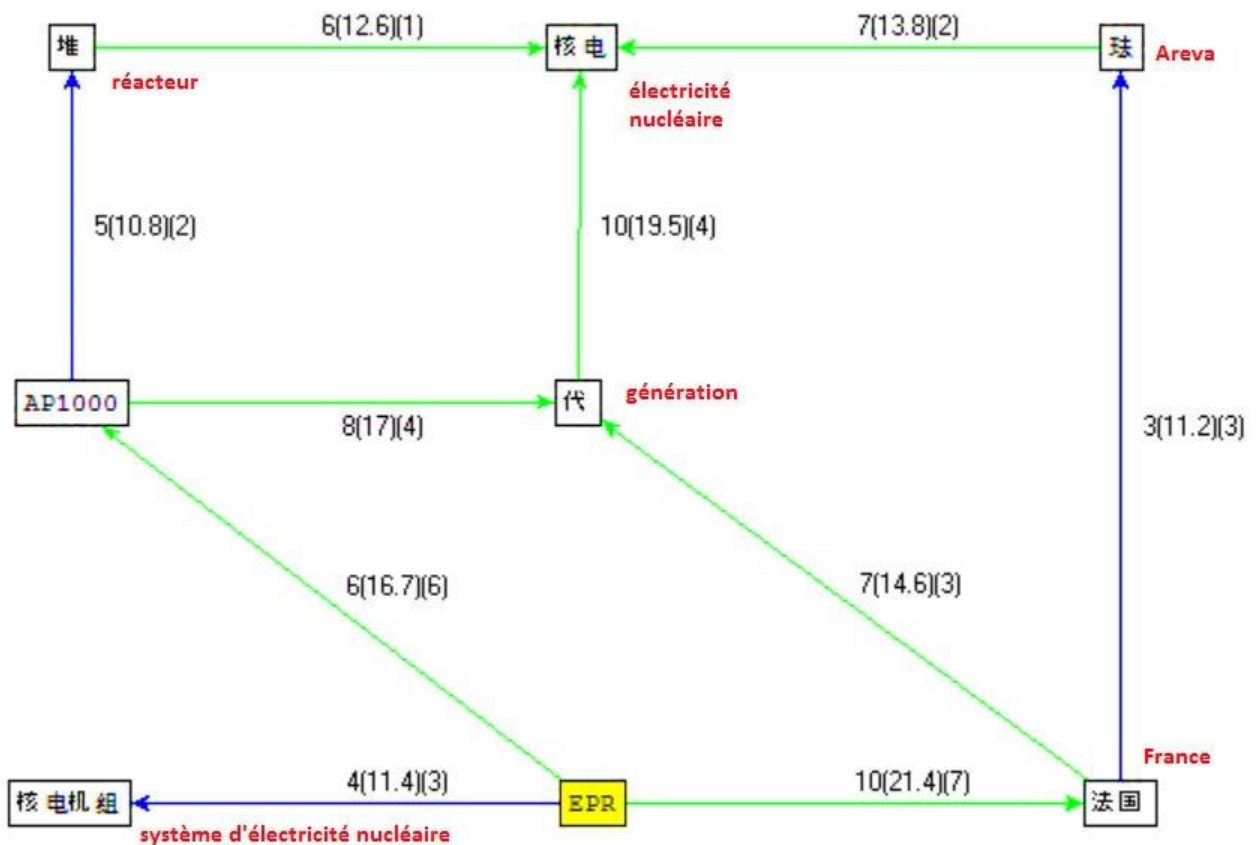 6(12.6)(1)
7(13.8)(2)
堆
核电
珐
Areva
réacteur
électricité
nucléaire
5(10.8)(2)
10(19.5)(4)
AP1000
代
génération
8(17)(4)
3(11.2)(3)
6(16.7)(6)
7(14.6)(3)
France
4(11.4)(3)
10(21.4)(7)
核电机组
EPR
法国
système d'électricité nucléaire